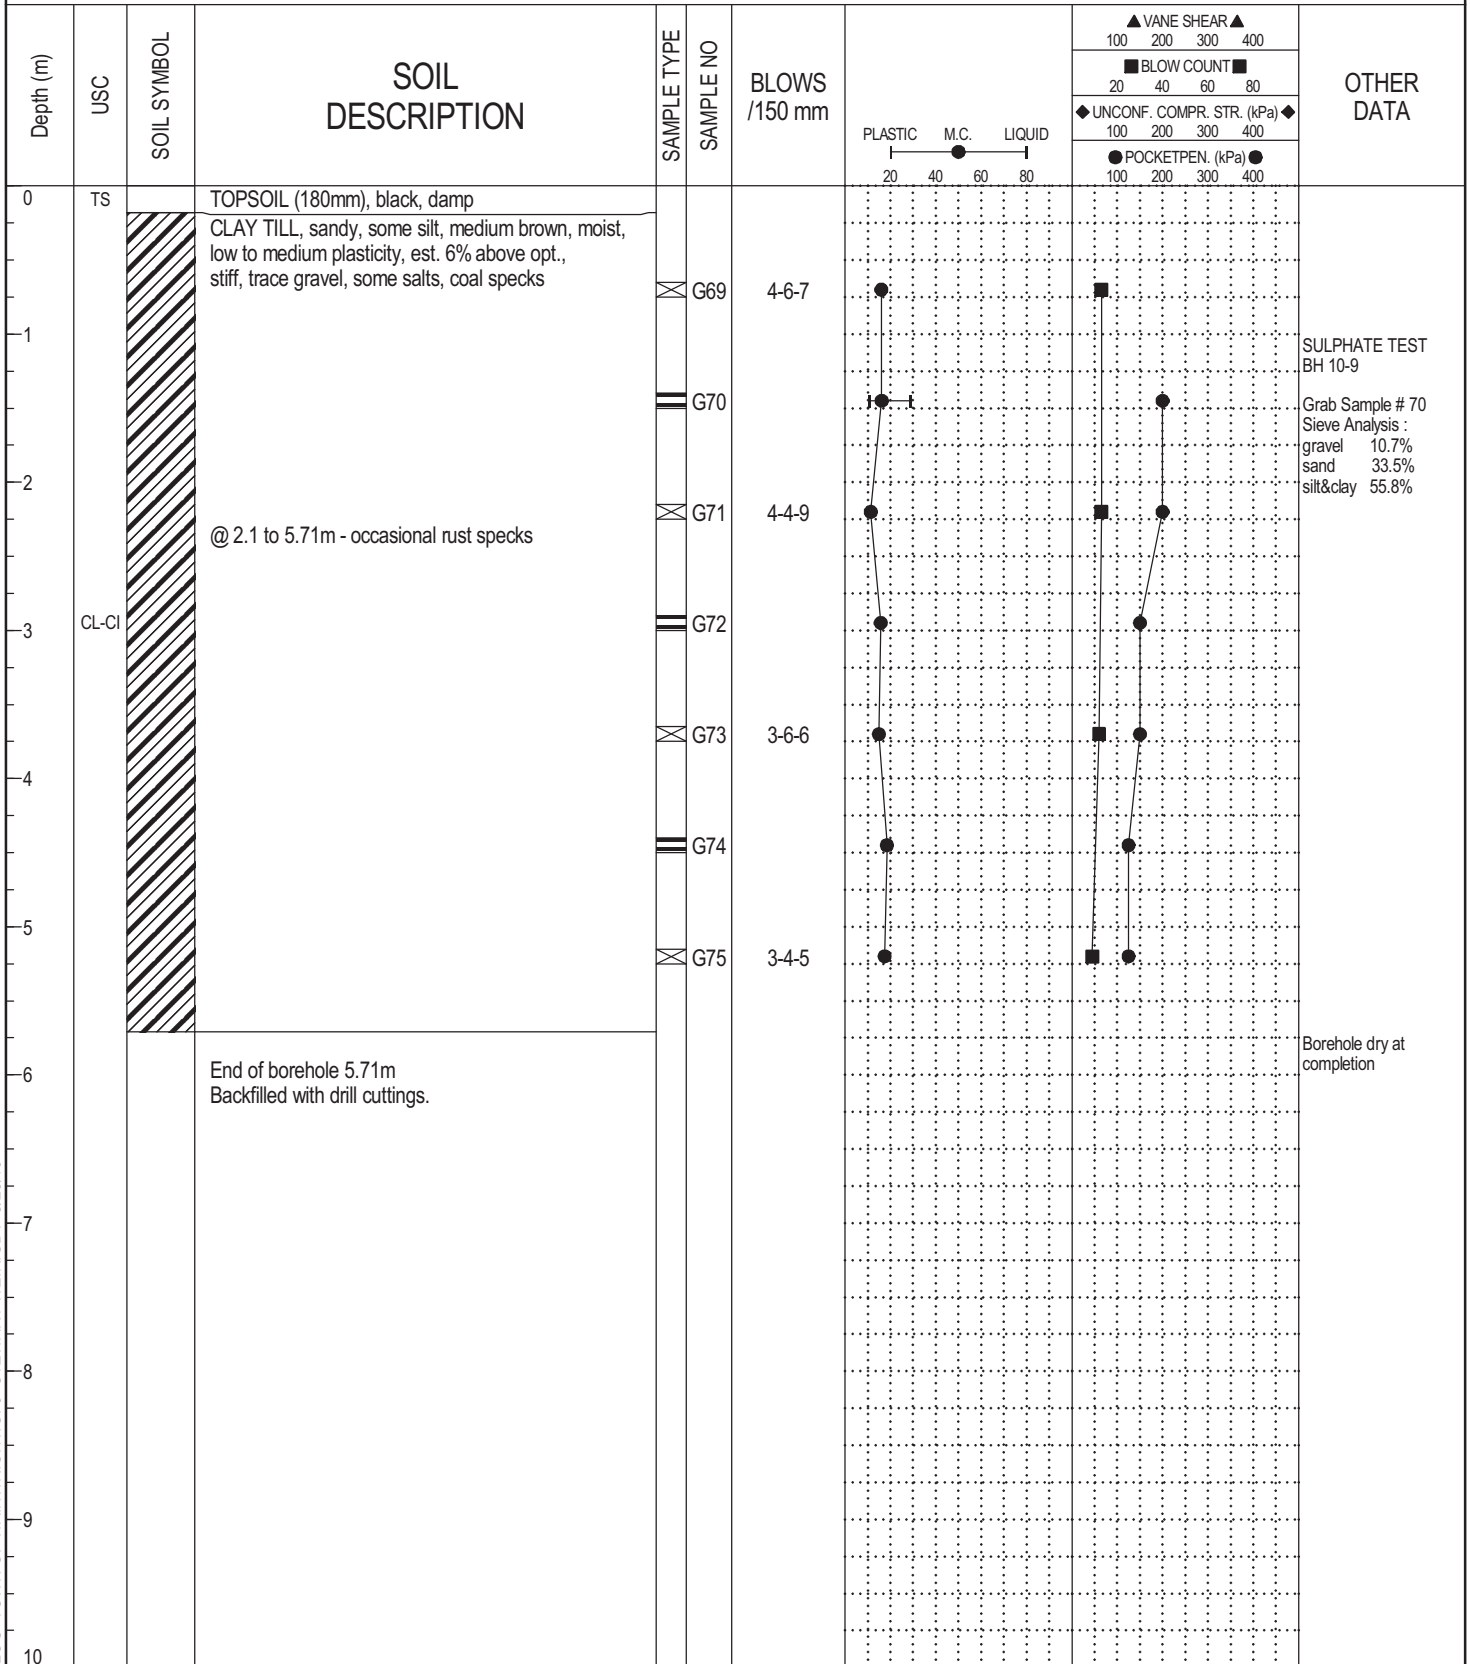 Depth (m)
USC
SOIL SYMBOL
SOIL
DESCRIPTION
SAMPLE TYPE
SAMPLE NO
BLOWS
/150 mm
PLASTIC M.C. LIQUID
20 40 60 80
▲ VANE SHEAR ▲
100 200 300 400
■ BLOW COUNT ■
20 40 60 80
◆ UNCONF. COMPR. STR. (kPa) ◆
100 200 300 400
● POCKETPEN. (kPa) ●
100 200 300 400
OTHER
DATA
0
TS
TOPSOIL (180mm), black, damp
CLAY TILL, sandy, some silt, medium brown, moist,
low to medium plasticity, est. 6% above opt.,
stiff, trace gravel, some salts, coal specks
G69 4-6-7
1
SULPHATE TEST
BH 10-9
G70
Grab Sample # 70
Sieve Analysis :
gravel 10.7%
sand 33.5%
silt&clay 55.8%
2
G71 4-4-9
@ 2.1 to 5.71m - occasional rust specks
CL-CI
G72
3
G73 3-6-6
4
G74
5
G75 3-4-5
Borehole dry at
completion
End of borehole 5.71m
6
Backfilled with drill cuttings.
7
8
9
10